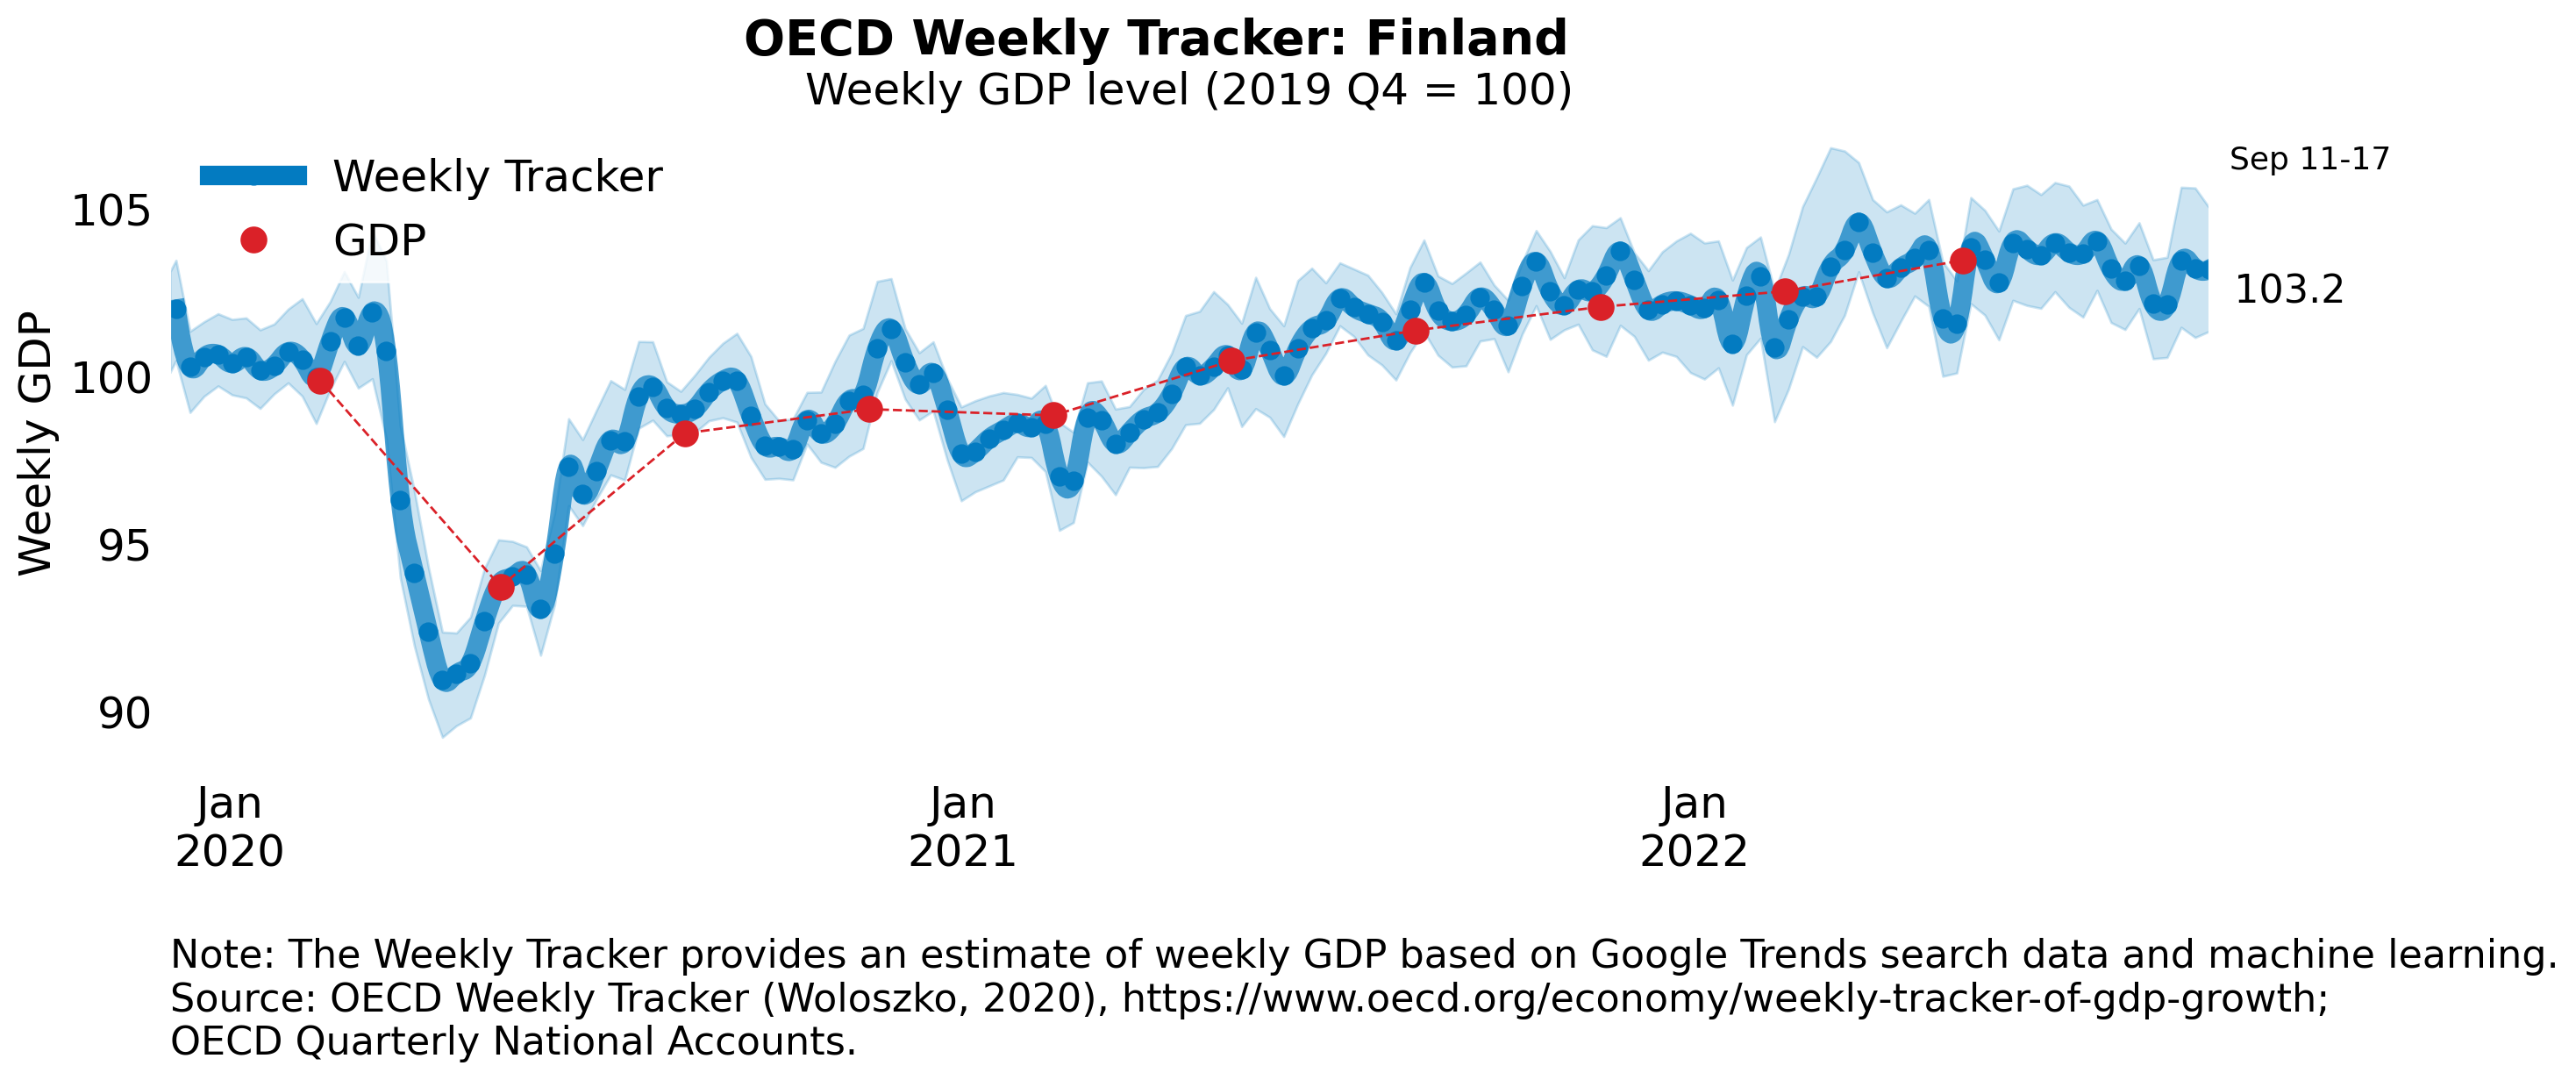 OECD Weekly Tracker: Finland
Weekly GDP level (2019 Q4 = 100)
Weekly Tracker
GDP
Sep 11-17
103.2
Weekly GDP
105
100
95
90
Jan
2020
Jan
2021
Jan
2022
Note: The Weekly Tracker provides an estimate of weekly GDP based on Google Trends search data and machine learning.
Source: OECD Weekly Tracker (Woloszko, 2020), https://www.oecd.org/economy/weekly-tracker-of-gdp-growth;
OECD Quarterly National Accounts.